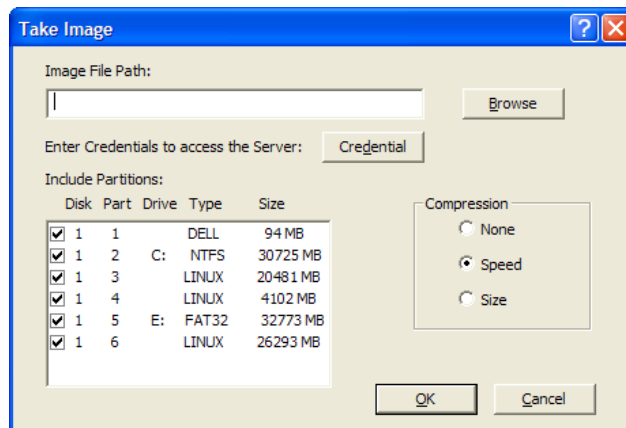 Take Image
Image File Path:
Browse
Enter Credentials to access the Server: Credential
Include Partitions:
Disk Part Drive Type Size
1 1 DELL 94 MB
1 2 C: NTFS 30725 MB
1 3 LINUX 20481 MB
1 4 LINUX 4102 MB
1 5 E: FAT32 32773 MB
1 6 LINUX 26293 MB
Compression
None
Speed
Size
OK Cancel